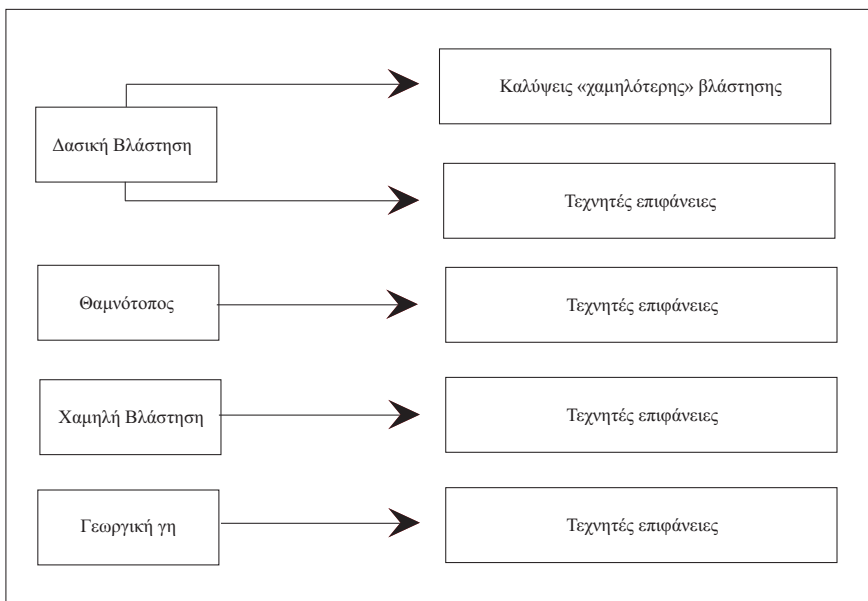 Καλύψεις «χαμηλότερης» βλάστησης
Δασική Βλάστηση
Τεχνητές επιφάνειες
Θαμνότοπος
Τεχνητές επιφάνειες
Χαμηλή Βλάστηση
Τεχνητές επιφάνειες
Γεωργική γη
Τεχνητές επιφάνειες